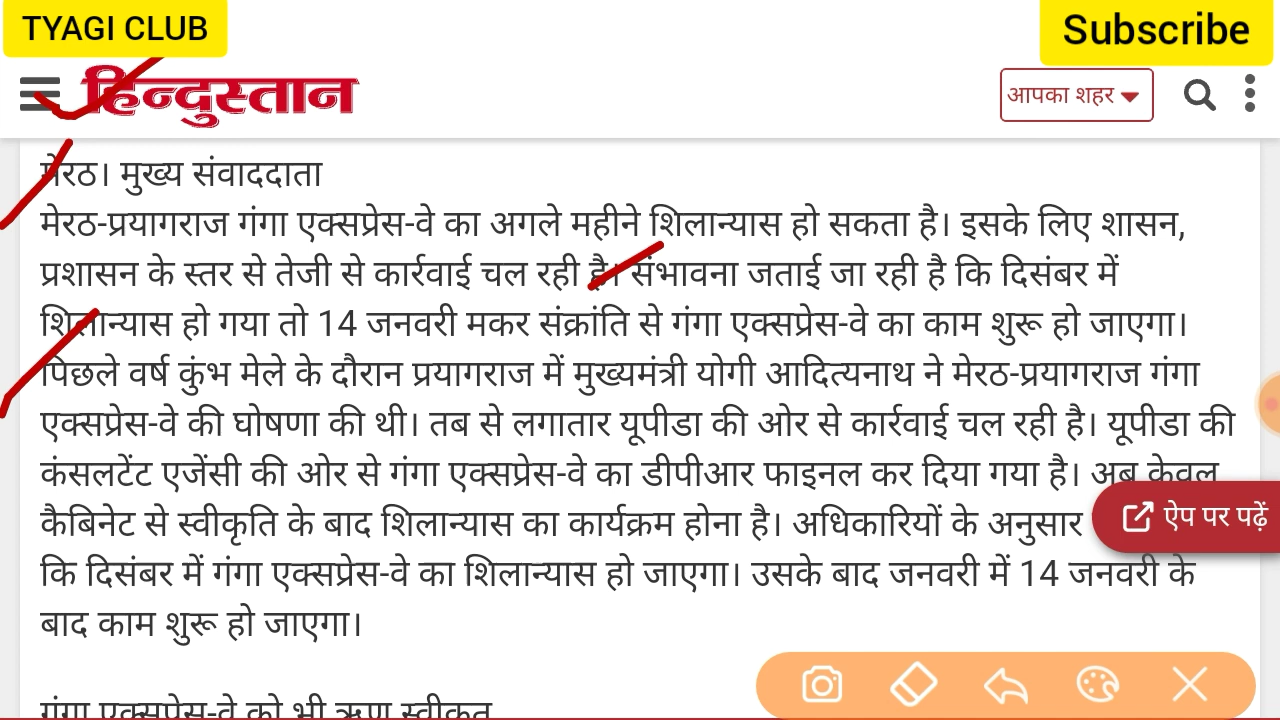 TYAGI CLUB
Subscribe
हिन्दुस्तान
आपका शहर
मेरठ। मुख्य संवाददाता
मेरठ-प्रयागराज गंगा एक्सप्रेस-वे का अगले महीने शिलान्यास हो सकता है। इसके लिए शासन,
प्रशासन के स्तर से तेजी से कार्रवाई चल रही है। संभावना जताई जा रही है कि दिसंबर में
शिलान्यास हो गया तो 14 जनवरी मकर संक्रांति से गंगा एक्सप्रेस-वे का काम शुरू हो जाएगा।
पिछले वर्ष कुंभ मेले के दौरान प्रयागराज में मुख्यमंत्री योगी आदित्यनाथ ने मेरठ-प्रयागराज गंगा
एक्सप्रेस-वे की घोषणा की थी। तब से लगातार यूपीडा की ओर से कार्रवाई चल रही है। यूपीडा की
कंसलटेंट एजेंसी की ओर से गंगा एक्सप्रेस-वे का डीपीआर फाइनल कर दिया गया है। अब केवल
कैबिनेट से स्वीकृति के बाद शिलान्यास का कार्यक्रम होना है। अधिकारियों के अनुसार
ऐप पर पढ़ें
कि दिसंबर में गंगा एक्सप्रेस-वे का शिलान्यास हो जाएगा। उसके बाद जनवरी में 14 जनवरी के
बाद काम शुरू हो जाएगा।
गंगा एक्सप्रेस-वे को भी ऋण स्वीकृत